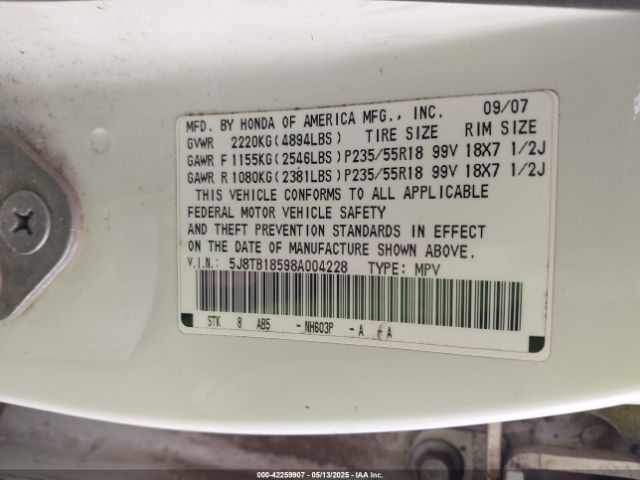 MFD. BY HONDA OF AMERICA MFG., INC. 09/07
GVWR 2220KG(4894LBS) TIRE SIZE RIM SIZE
GAWR F 1155KG(2546LBS)P235/55R18 99V 18X7 1/2J
GAWR R 1080KG(2381LBS)P235/55R18 99V 18X7 1/2J
THIS VEHICLE CONFORMS TO ALL APPLICABLE
FEDERAL MOTOR VEHICLE SAFETY
AND THEFT PREVENTION STANDARDS IN EFFECT
ON THE DATE OF MANUFACTURE SHOWN ABOVE.
V.I.N.: 5J8TB18598A004228 TYPE: MPV
STK 8 AB5 -NH603P - A - A
000-42259907 - 05/13/2025 - IAA Inc.